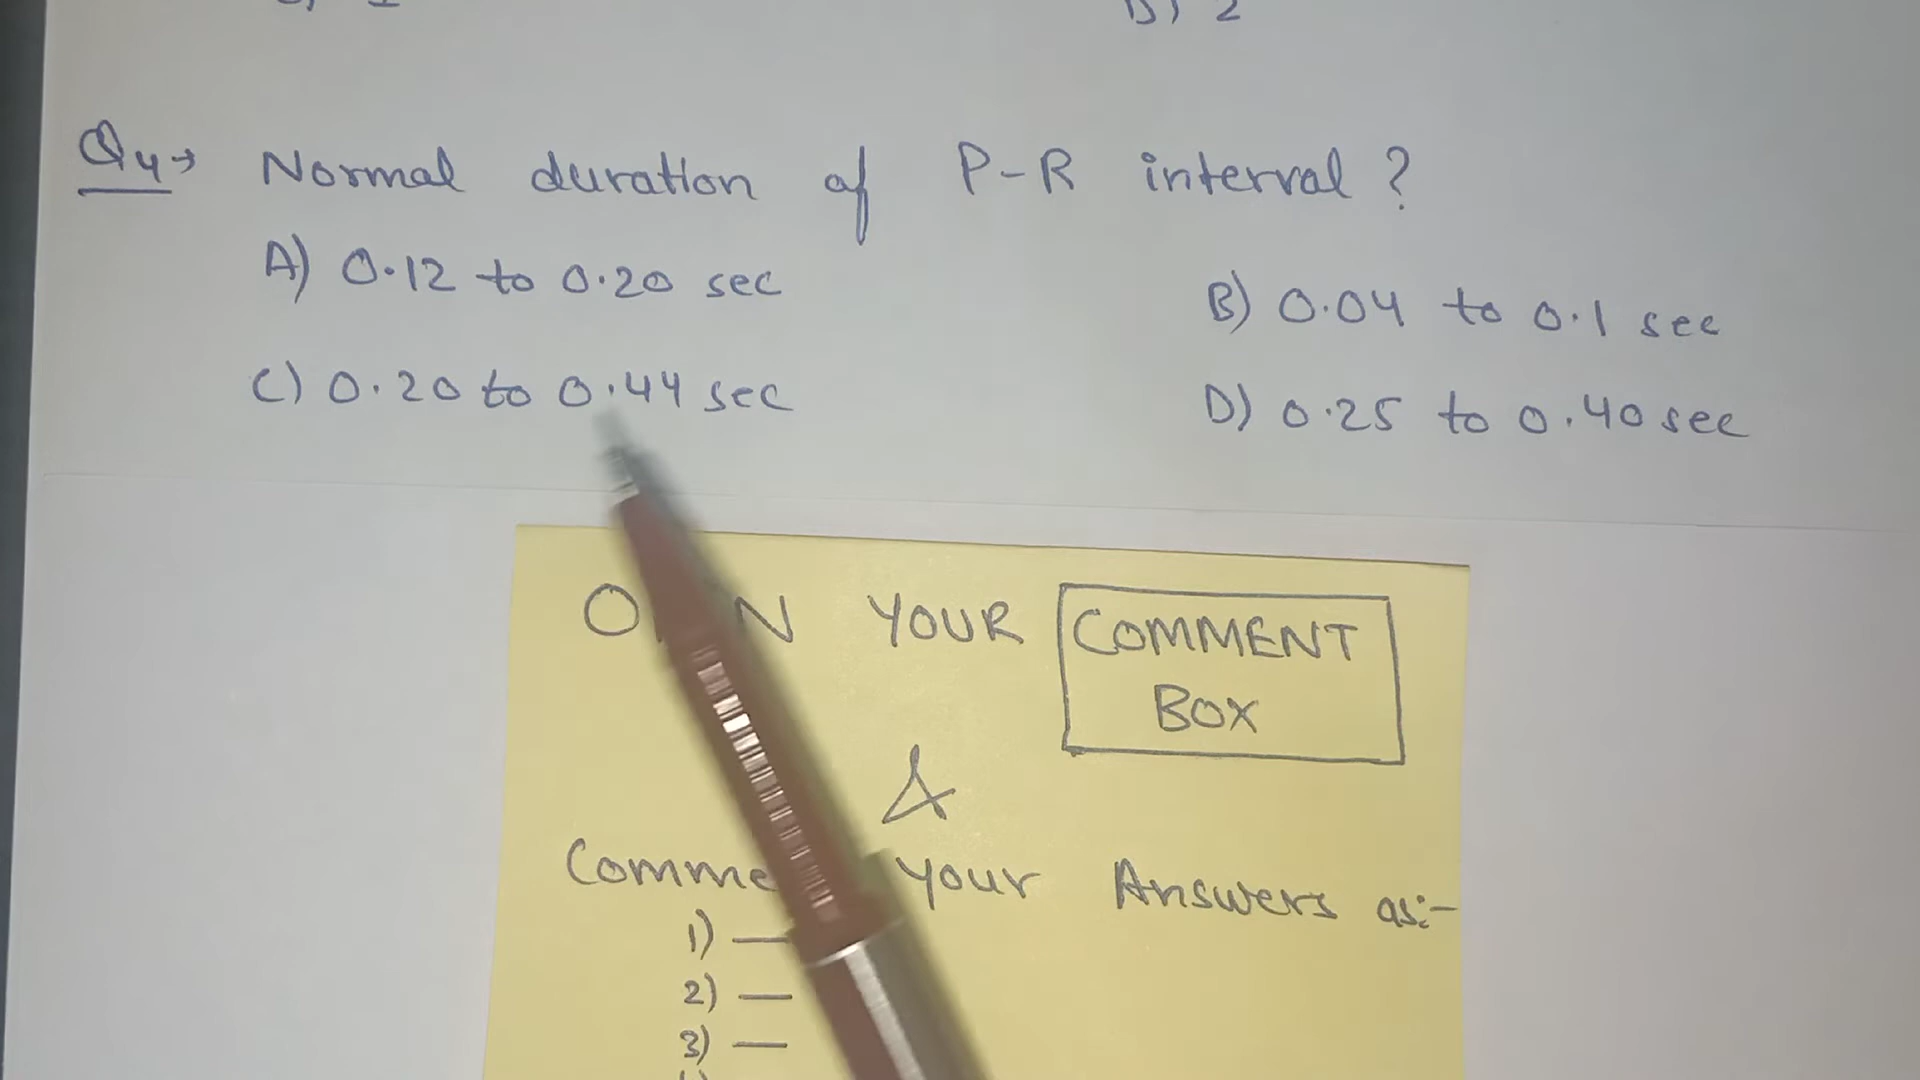 Q4→ Normal duration of P-R interval?
A) 0.12 to 0.20 sec
B) 0.04 to 0.1 sec
C) 0.20 to 0.44 sec
D) 0.25 to 0.40 sec
YOUR COMMENT
BOX
&
your Answers as:-
1) —
2) —
3) —